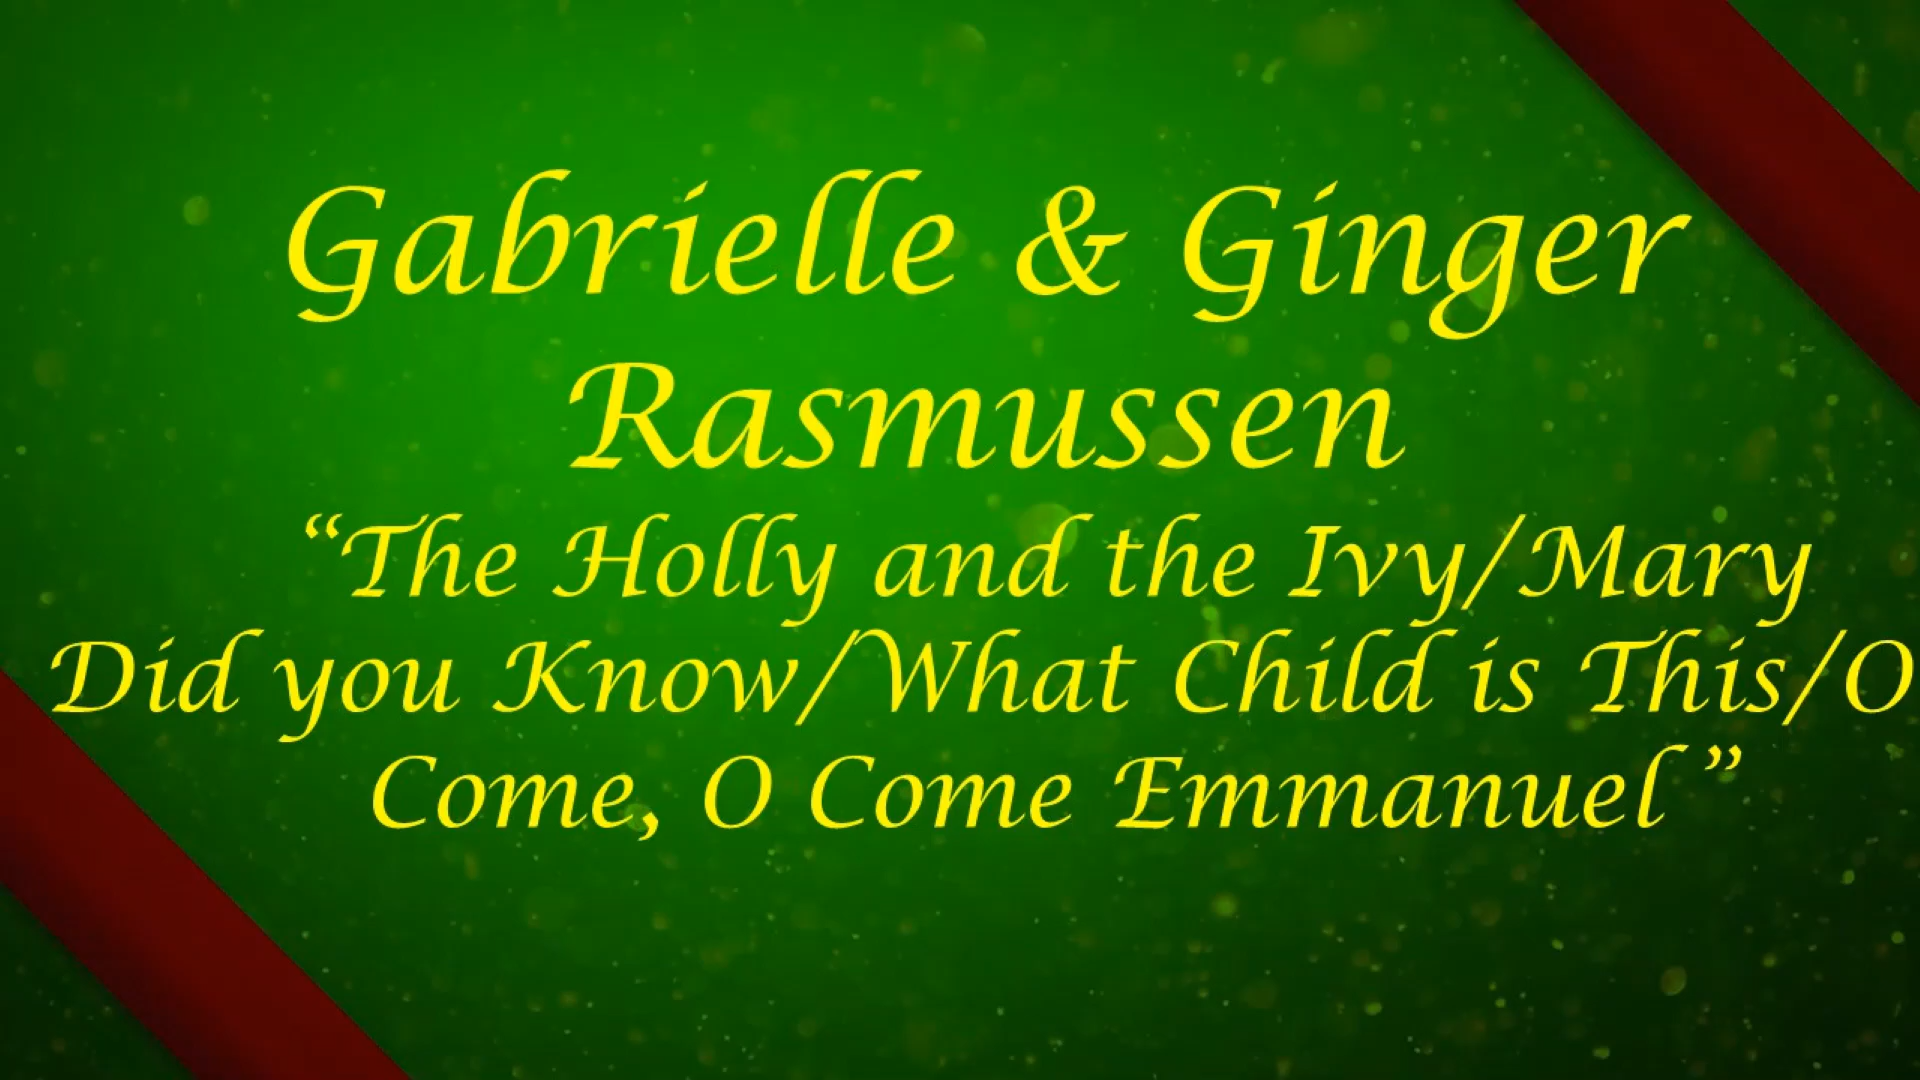 Gabrielle & Ginger
Rasmussen
“The Holly and the Ivy/Mary
Did you Know/What Child is This/O
Come, O Come Emmanuel”